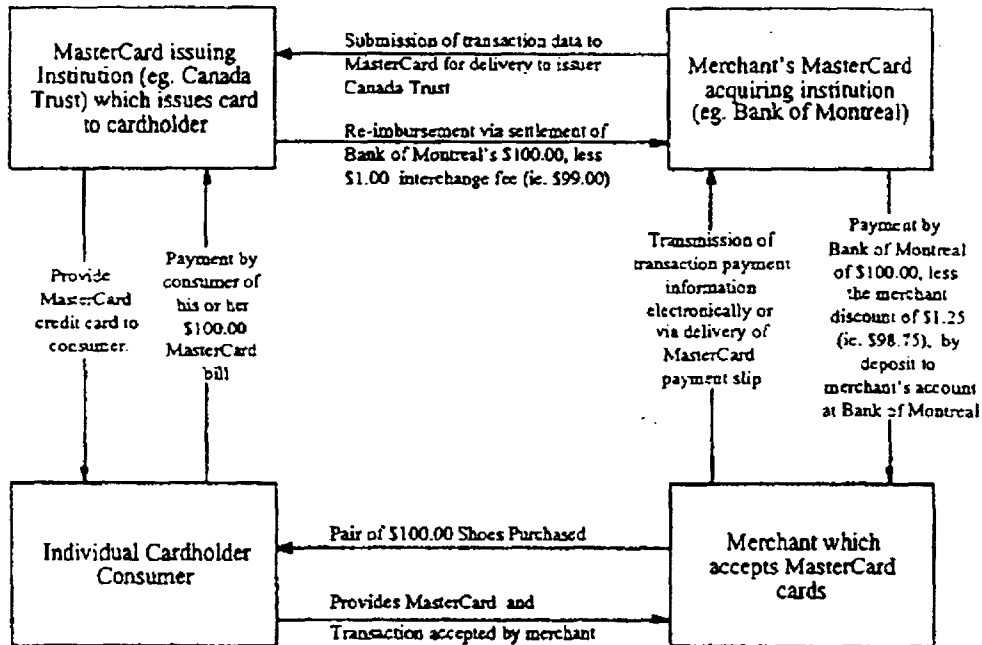 MasterCard issuing
Institution (eg. Canada
Trust) which issues card
to cardholder
Submission of transaction data to
MasterCard for delivery to issuer
Canada Trust
Re-imbursement via settlement of
Bank of Montreal's $100.00, less
$1.00 interchange fee (ie. $99.00)
Merchant's MasterCard
acquiring institution
(eg. Bank of Montreal)
Provide
MasterCard
credit card to
consumer.
Payment by
consumer of
his or her
$100.00
MasterCard
bill
Transmission of
transaction payment
information
electronically or
via delivery of
MasterCard
payment slip
Payment by
Bank of Montreal
of $100.00, less
the merchant
discount of $1.25
(ie. $98.75), by
deposit to
merchant's account
at Bank of Montreal
Individual Cardholder
Consumer
Pair of $100.00 Shoes Purchased
Provides MasterCard and
Transaction accepted by merchant
Merchant which
accepts MasterCard
cards